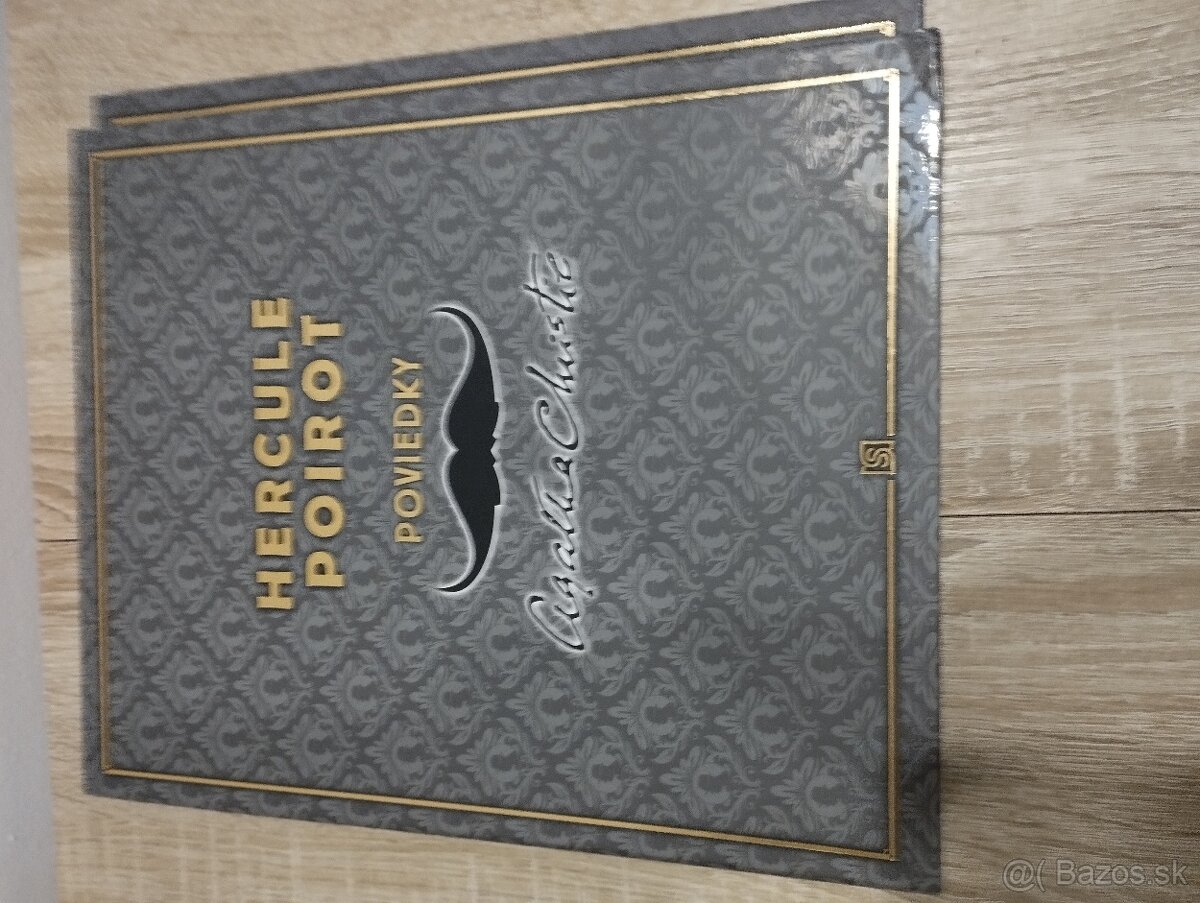 HERCULE
POIROT
POVIEDKY
Agatha Christie
@( Bazos.sk